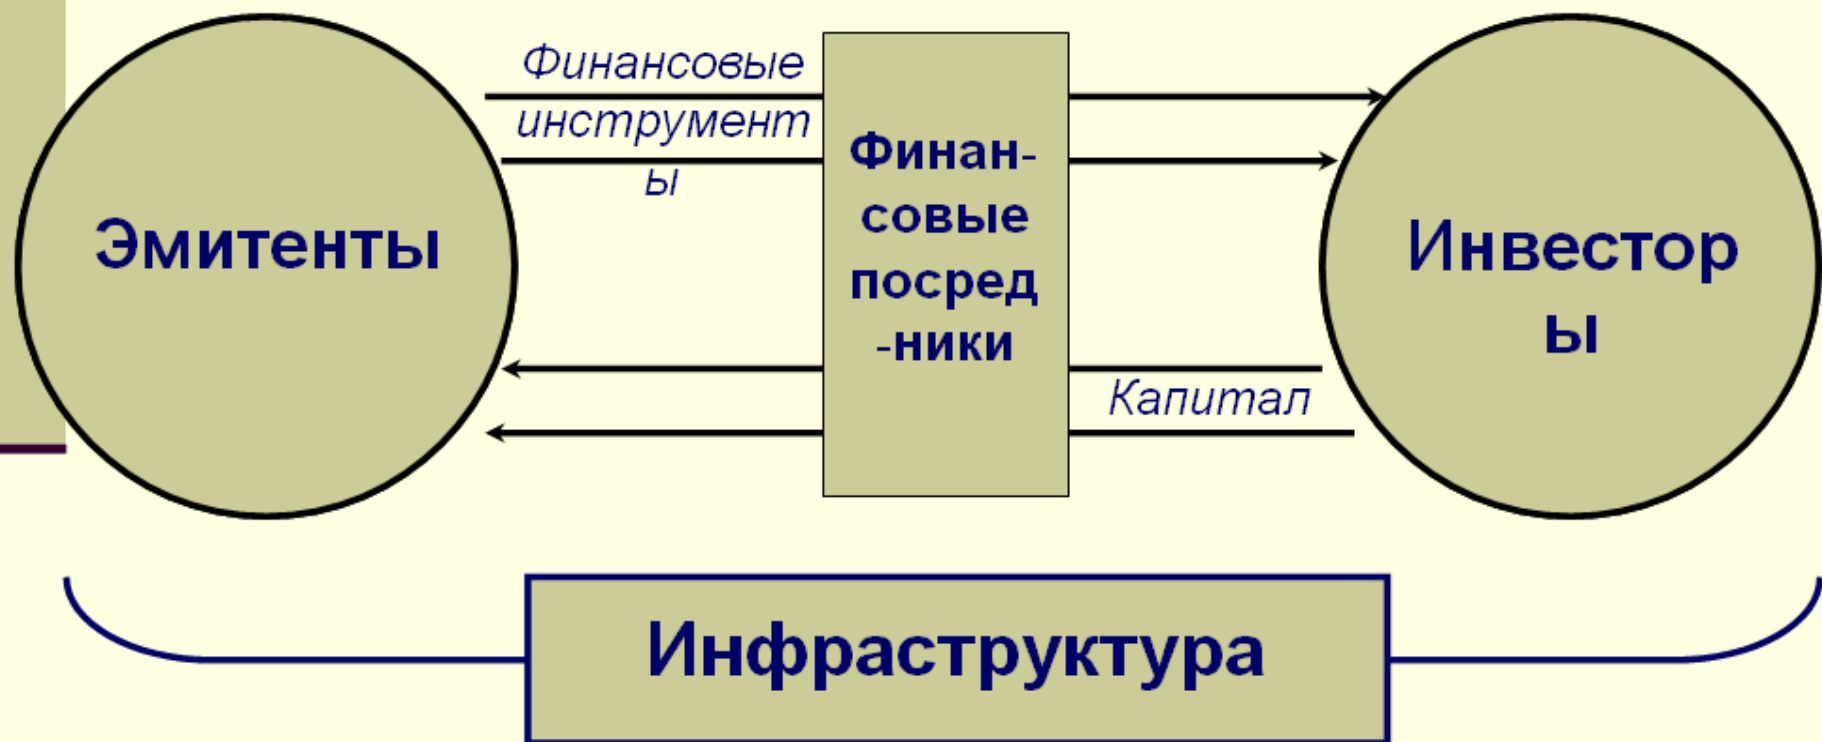 Финансовые
инструмент
ы
Эмитенты
Финан-
совые
посред
-ники
Инвестор
ы
Капитал
Инфраструктура